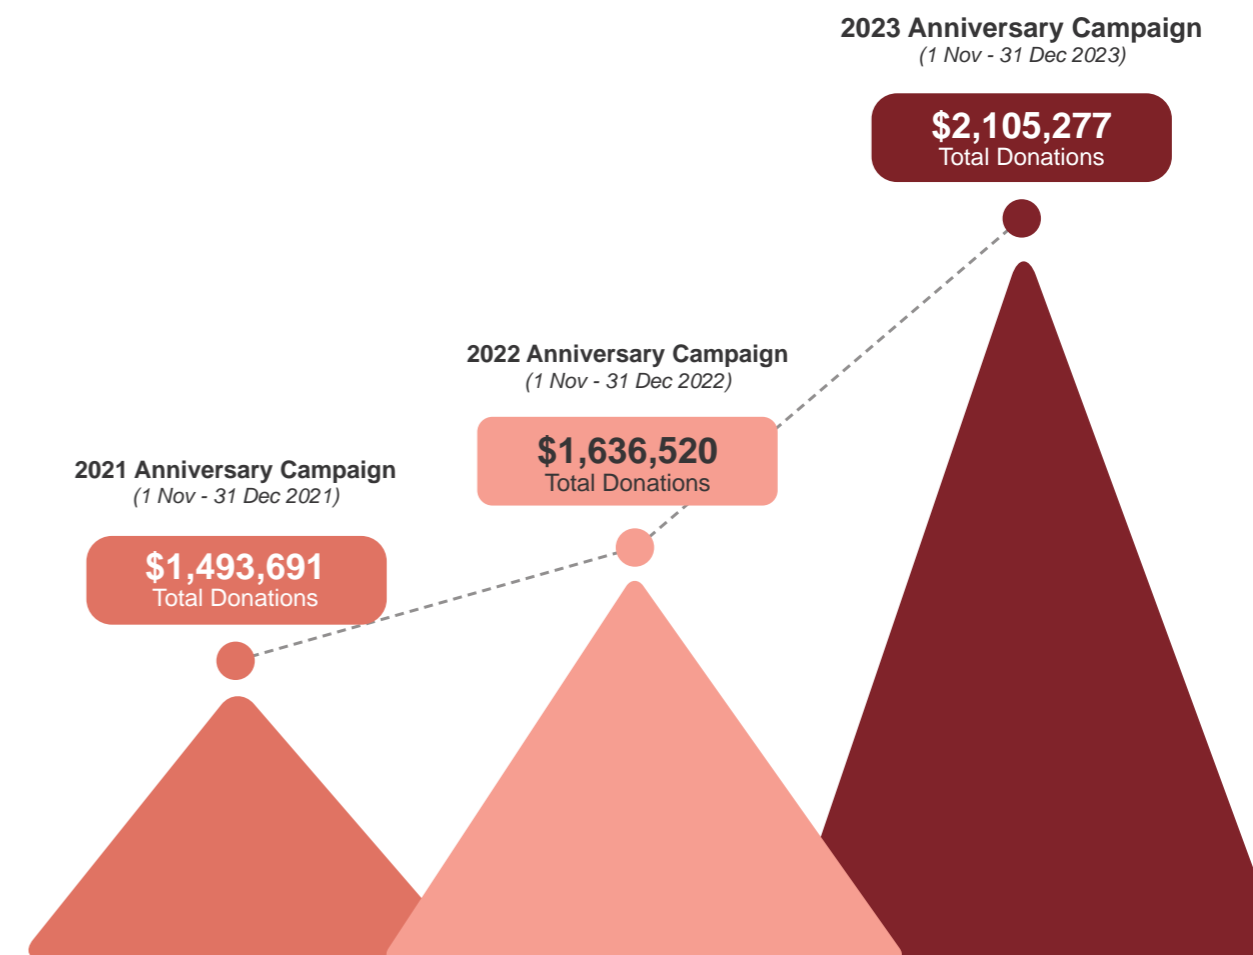 2023 Anniversary Campaign
(1 Nov - 31 Dec 2023)
$2,105,277
Total Donations
2022 Anniversary Campaign
(1 Nov - 31 Dec 2022)
$1,636,520
Total Donations
2021 Anniversary Campaign
(1 Nov - 31 Dec 2021)
$1,493,691
Total Donations